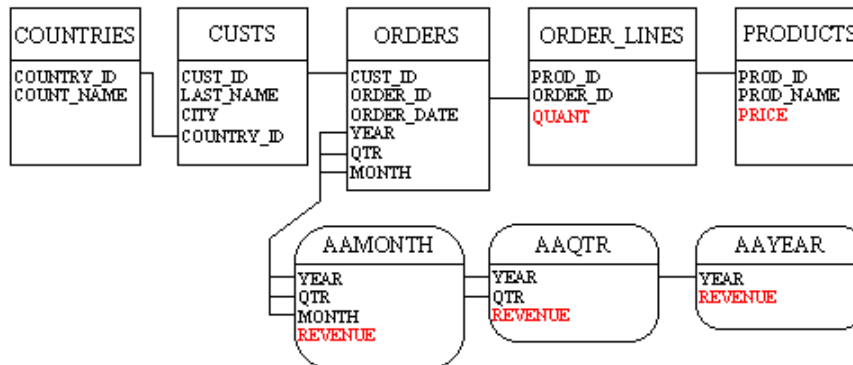 COUNTRIES
COUNTRY_ID
COUNT_NAME
CUSTS
CUST_ID
LAST_NAME
CITY
COUNTRY_ID
ORDERS
CUST_ID
ORDER_ID
ORDER_DATE
YEAR
QTR
MONTH
ORDER_LINES
PROD_ID
ORDER_ID
QUANT
PRODUCTS
PROD_ID
PROD_NAME
PRICE
AAMONTH
YEAR
QTR
MONTH
REVENUE
AAQTR
YEAR
QTR
REVENUE
AAYEAR
YEAR
REVENUE